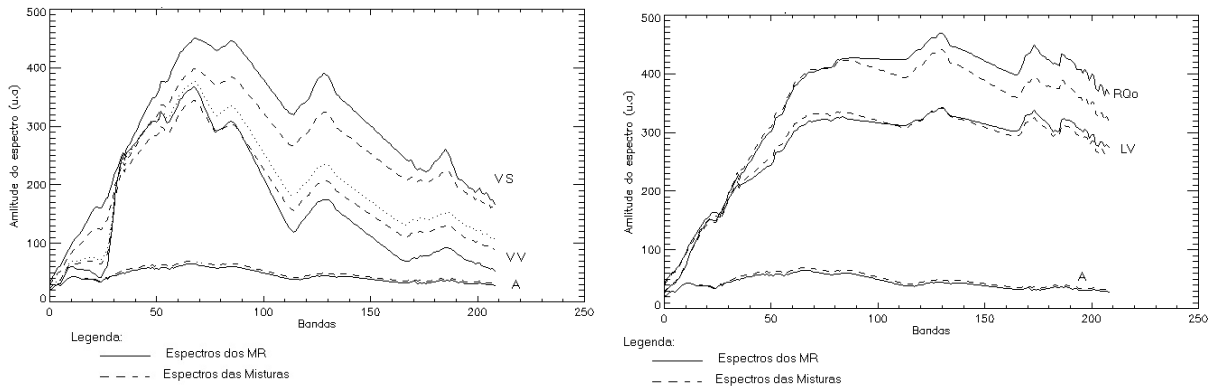 500
400
300
200
100
0
Amlitude do espectro (u.a)
VS
VV
A
0 50 100 150 200 250
Bandas
Legenda:
Espectros dos MR
Espectros das Misturas
500
400
300
200
100
0
Amlitude do espectro (u.a)
RQo
LV
A
0 50 100 150 200 250
Bandas
Legenda:
Espectros dos MR
Espectros das Misturas